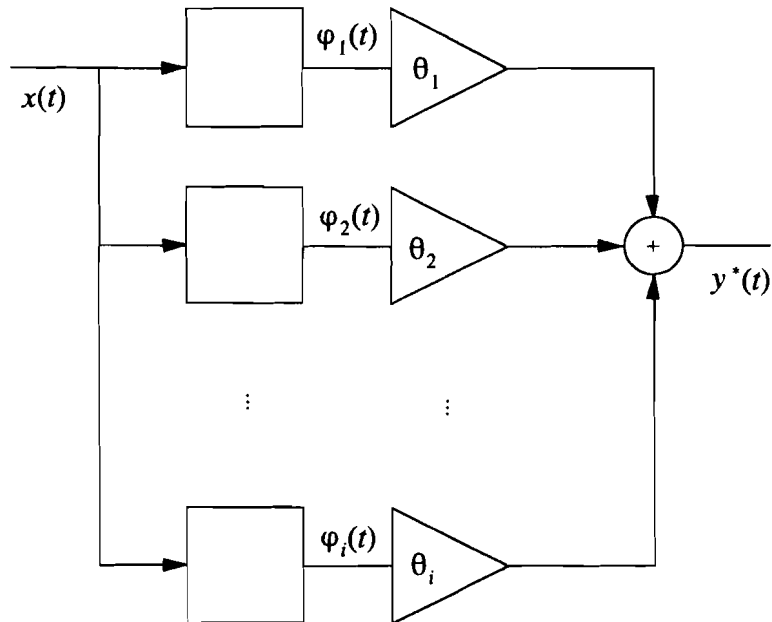 φ₁(t)
θ₁
x(t)
φ₂(t)
θ₂
+
y*(t)
⋮ ⋮
φᵢ(t)
θᵢ